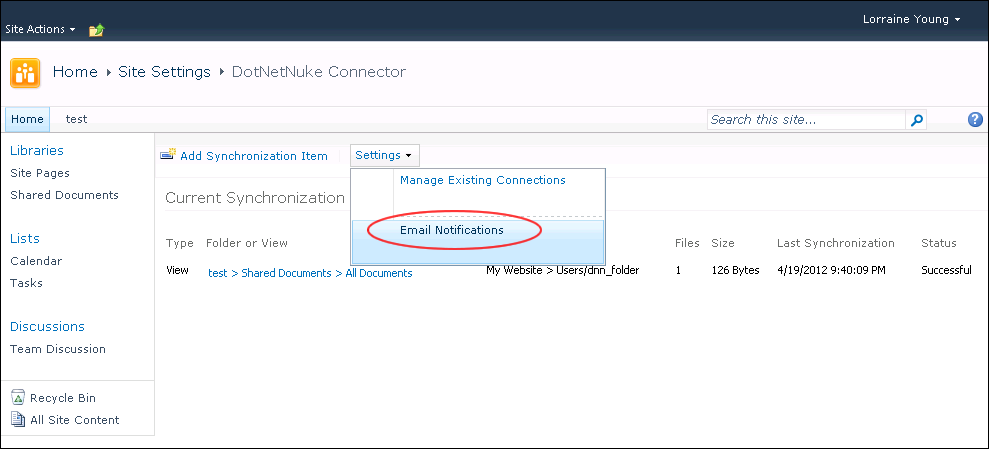 Lorraine Young
Site Actions
Home Site Settings DotNetNuke Connector
Home test Search this site...
Libraries
Site Pages
Shared Documents
Lists
Calendar
Tasks
Discussions
Team Discussion
Recycle Bin
All Site Content
Add Synchronization Item Settings
Manage Existing Connections
Email Notifications
Current Synchronization
Type Folder or View Files Size Last Synchronization Status
View test > Shared Documents > All Documents My Website > Users/dnn_folder 1 126 Bytes 4/19/2012 9:40:09 PM Successful